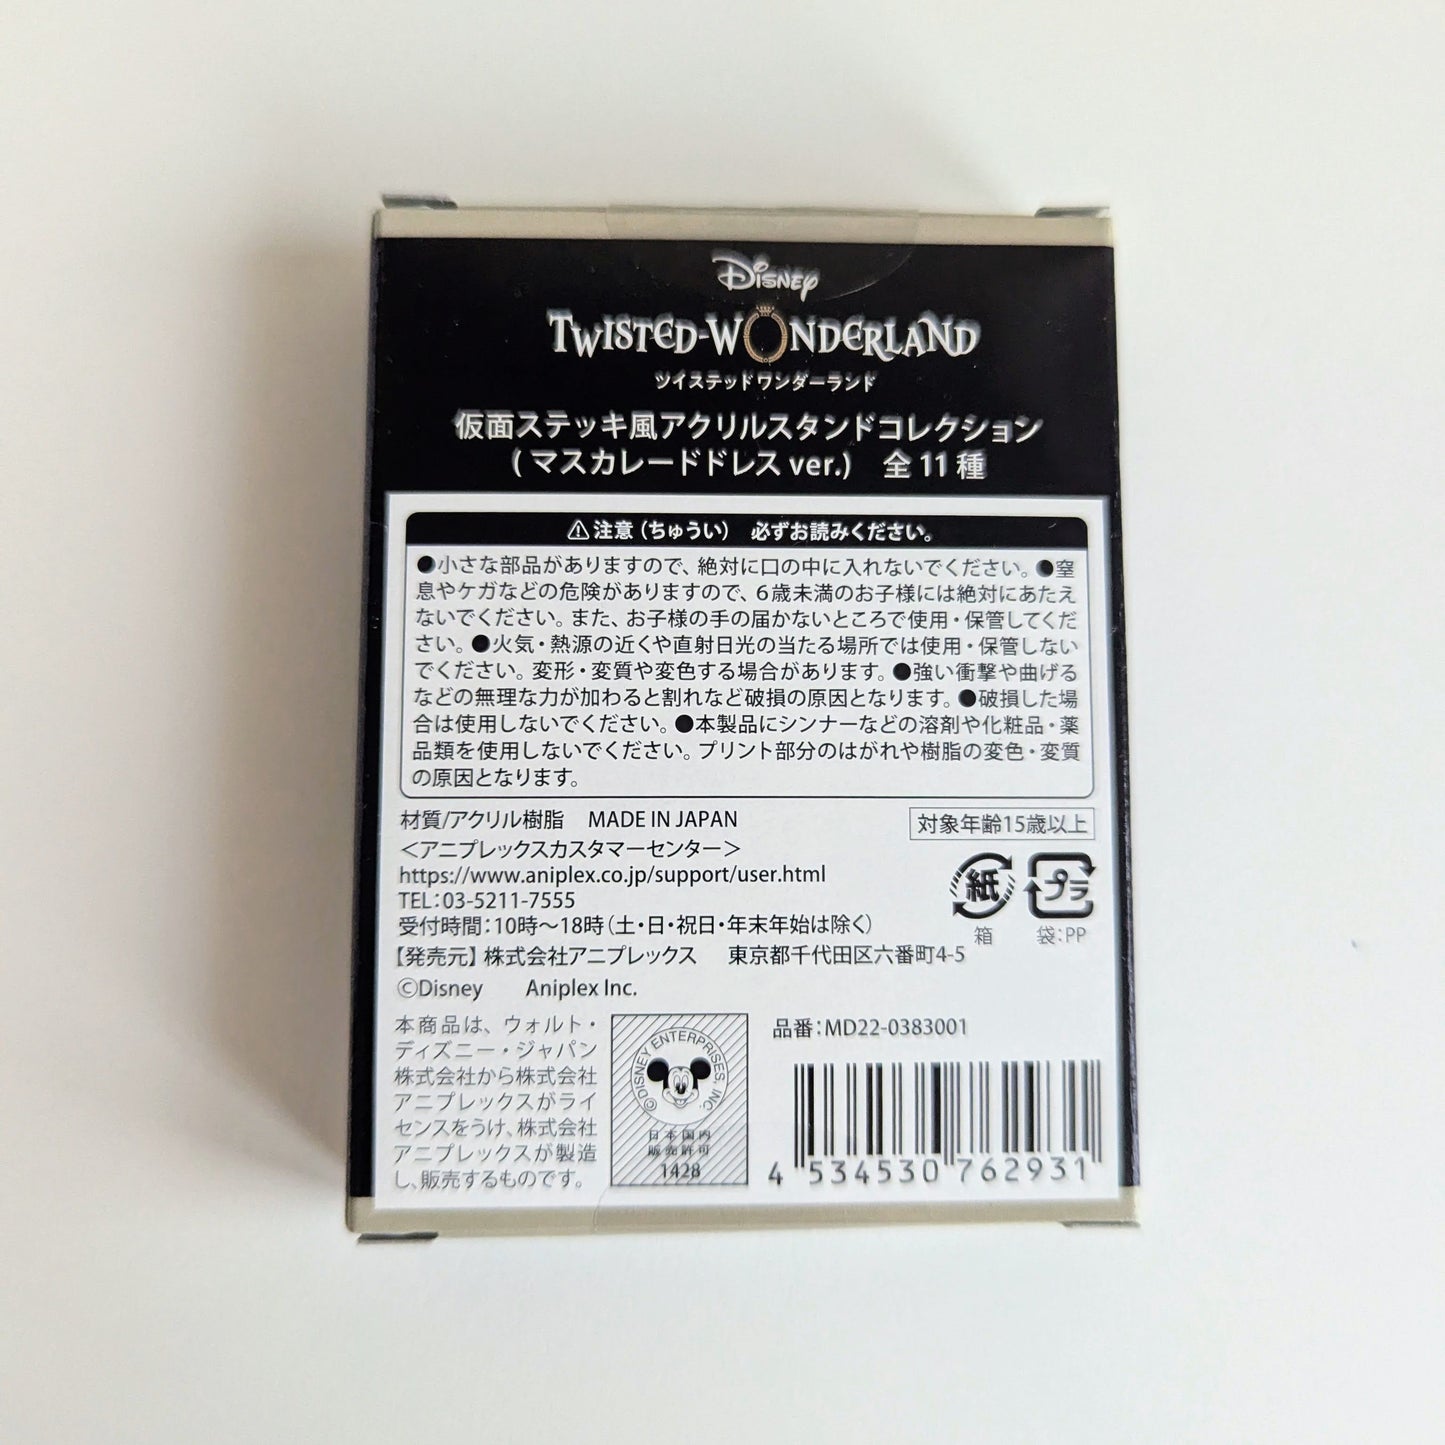 Disney
TWISTED-WONDERLAND
ツイステッドワンダーランド
仮面ステッキ風アクリルスタンドコレクション
(マスカレードドレス ver.)　全 11 種
⚠注意（ちゅうい）　必ずお読みください。
●小さな部品がありますので、絶対に口の中に入れないでください。●窒
息やケガなどの危険がありますので、6歳未満のお子様には絶対にあたえ
ないでください。また、お子様の手の届かないところで使用・保管してくだ
さい。●火気・熱源の近くや直射日光の当たる場所では使用・保管しない
でください。変形・変質や変色する場合があります。●強い衝撃や曲げる
などの無理な力が加わると割れなど破損の原因となります。●破損した場
合は使用しないでください。●本製品にシンナーなどの溶剤や化粧品・薬
品類を使用しないでください。プリント部分のはがれや樹脂の変色・変質
の原因となります。
材質/アクリル樹脂　MADE IN JAPAN
対象年齢15歳以上
＜アニプレックスカスタマーセンター＞
https://www.aniplex.co.jp/support/user.html
TEL：03-5211-7555
受付時間：10時～18時（土・日・祝日・年末年始は除く）
紙
箱
プラ
袋：PP
【発売元】株式会社アニプレックス　東京都千代田区六番町4-5
©Disney　Aniplex Inc.
本商品は、ウォルト・
ディズニー・ジャパン
株式会社から株式会社
アニプレックスがライ
センスをうけ、株式会社
アニプレックスが製造
し、販売するものです。
©DISNEY ENTERPRISES, INC.
日本国内
販売許可
1428
品番：MD22-0383001
4 534530 762931